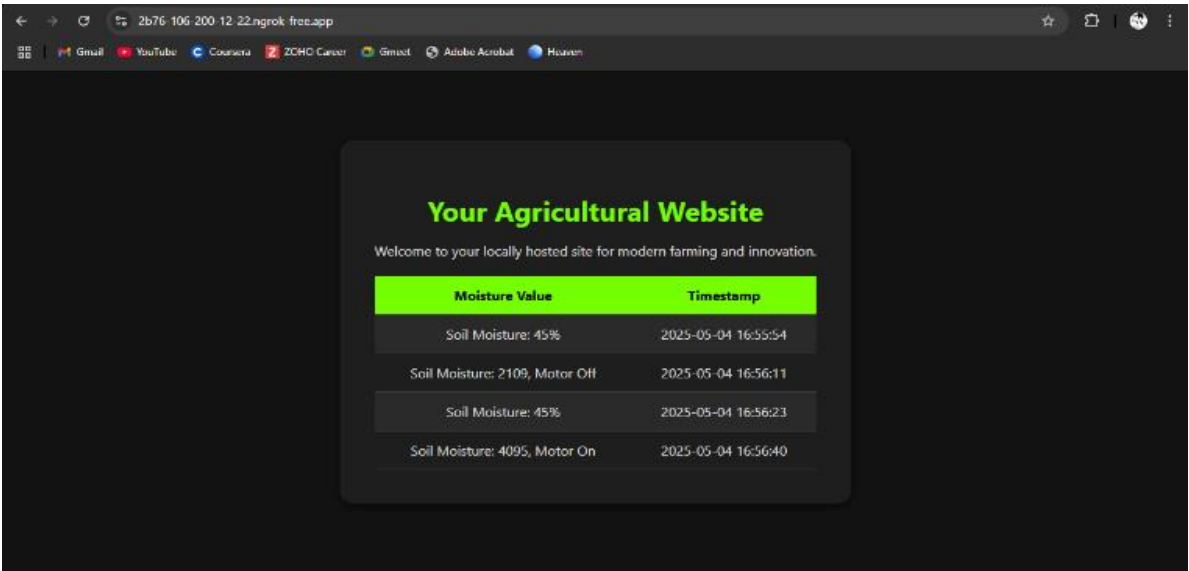 2b76-106-200-12-22.ngrok-free.app
Gmail YouTube Coursera ZOHO Career Gmeet Adobe Acrobat Heaven
Your Agricultural Website
Welcome to your locally hosted site for modern farming and innovation.
Moisture Value Timestamp
Soil Moisture: 45% 2025-05-04 16:55:54
Soil Moisture: 2109, Motor Off 2025-05-04 16:56:11
Soil Moisture: 45% 2025-05-04 16:56:23
Soil Moisture: 4095, Motor On 2025-05-04 16:56:40